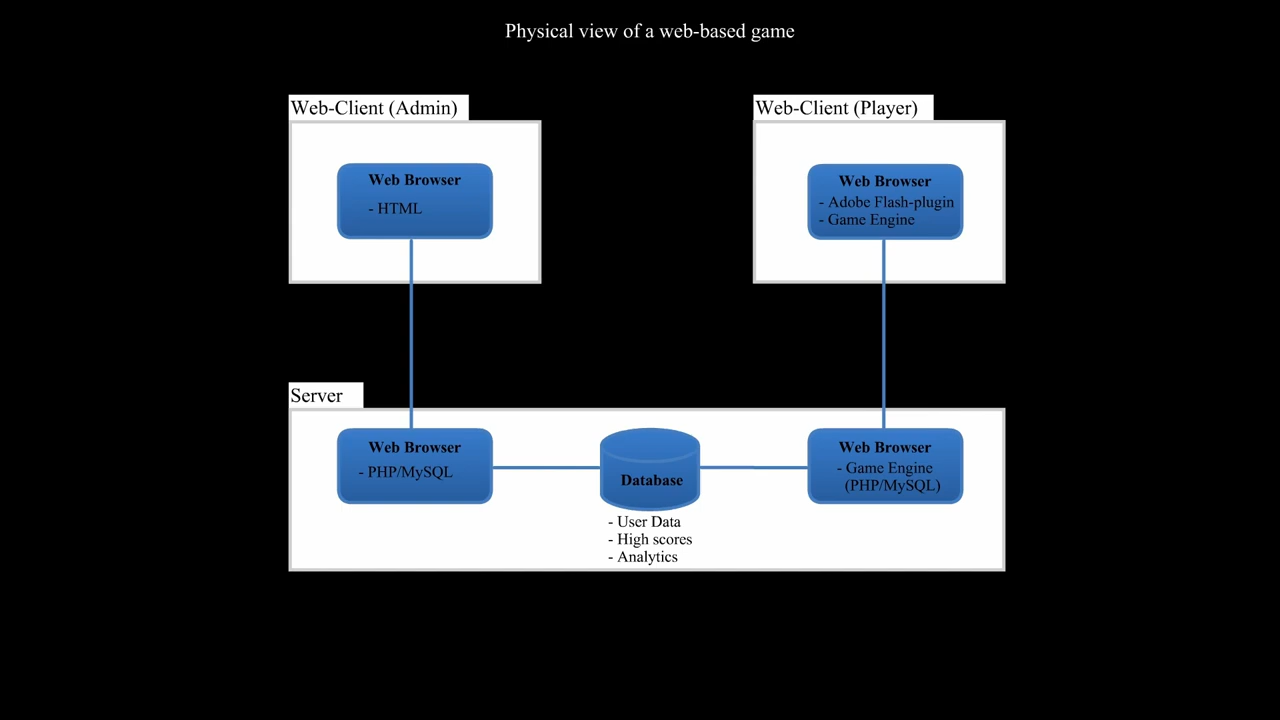 Physical view of a web-based game
Web-Client (Admin)
Web Browser
- HTML
Web-Client (Player)
Web Browser
- Adobe Flash-plugin
- Game Engine
Server
Web Browser
- PHP/MySQL
Database
- User Data
- High scores
- Analytics
Web Browser
- Game Engine
(PHP/MySQL)